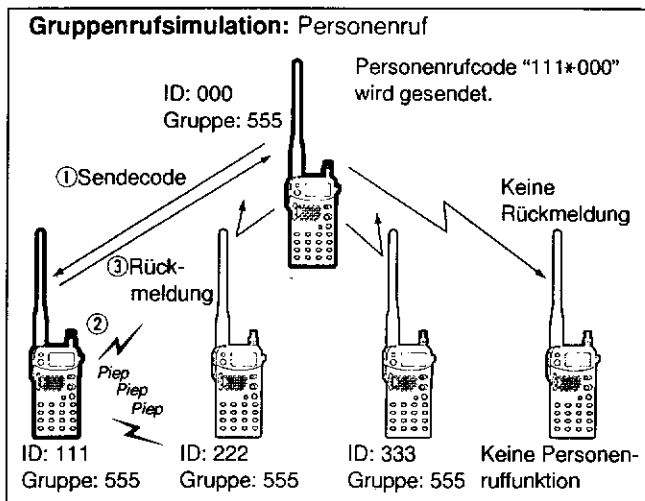 Gruppenrufsimulation: Personenruf
Personenrufcode "111*000"
wird gesendet.
ID: 000
Gruppe: 555
①Sendecode
Keine
Rückmeldung
③Rück-
meldung
②
Piep
Piep
Piep
ID: 111
Gruppe: 555
ID: 222
Gruppe: 555
ID: 333
Gruppe: 555
Keine Personen-
ruffunktion